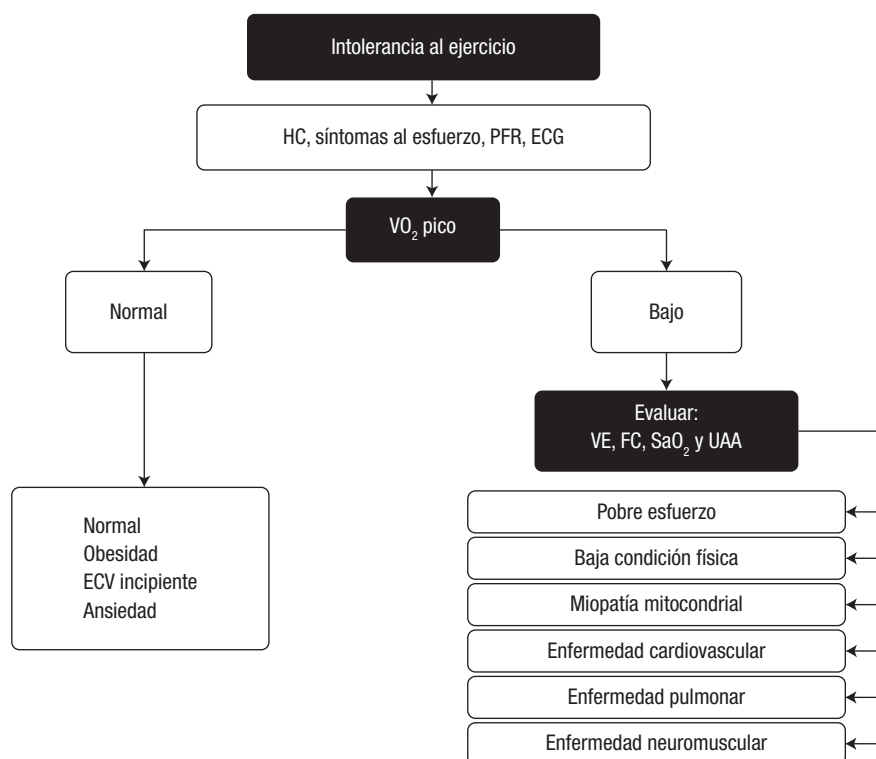 Intolerancia al ejercicio
HC, síntomas al esfuerzo, PFR, ECG
VO₂ pico
Normal
Bajo
Evaluar:
VE, FC, SaO₂ y UAA
Normal
Obesidad
ECV incipiente
Ansiedad
Pobre esfuerzo
Baja condición física
Miopatía mitocondrial
Enfermedad cardiovascular
Enfermedad pulmonar
Enfermedad neuromuscular